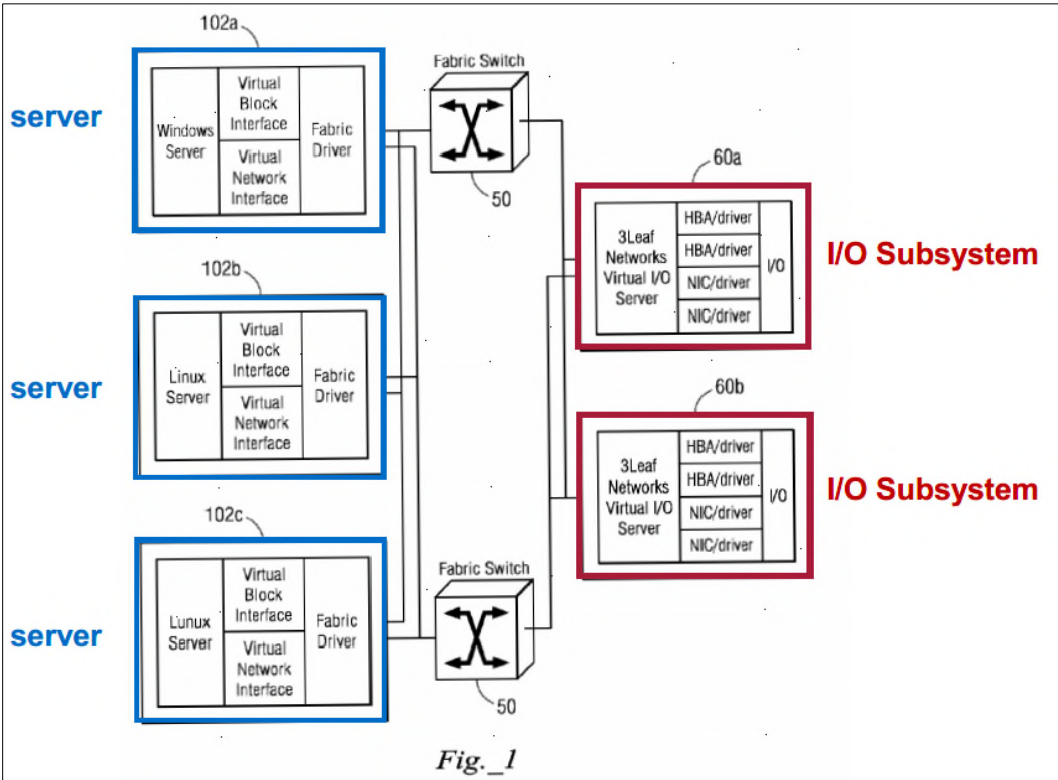 102a
server
Windows
Server
Virtual
Block
Interface
Virtual
Network
Interface
Fabric
Driver
Fabric Switch
50
102b
server
Linux
Server
Virtual
Block
Interface
Virtual
Network
Interface
Fabric
Driver
102c
server
Lunux
Server
Virtual
Block
Interface
Virtual
Network
Interface
Fabric
Driver
Fabric Switch
50
60a
3Leaf
Networks
Virtual I/O
Server
HBA/driver
HBA/driver
NIC/driver
NIC/driver
I/O
I/O Subsystem
60b
3Leaf
Networks
Virtual I/O
Server
HBA/driver
HBA/driver
NIC/driver
NIC/driver
I/O
I/O Subsystem
Fig._1